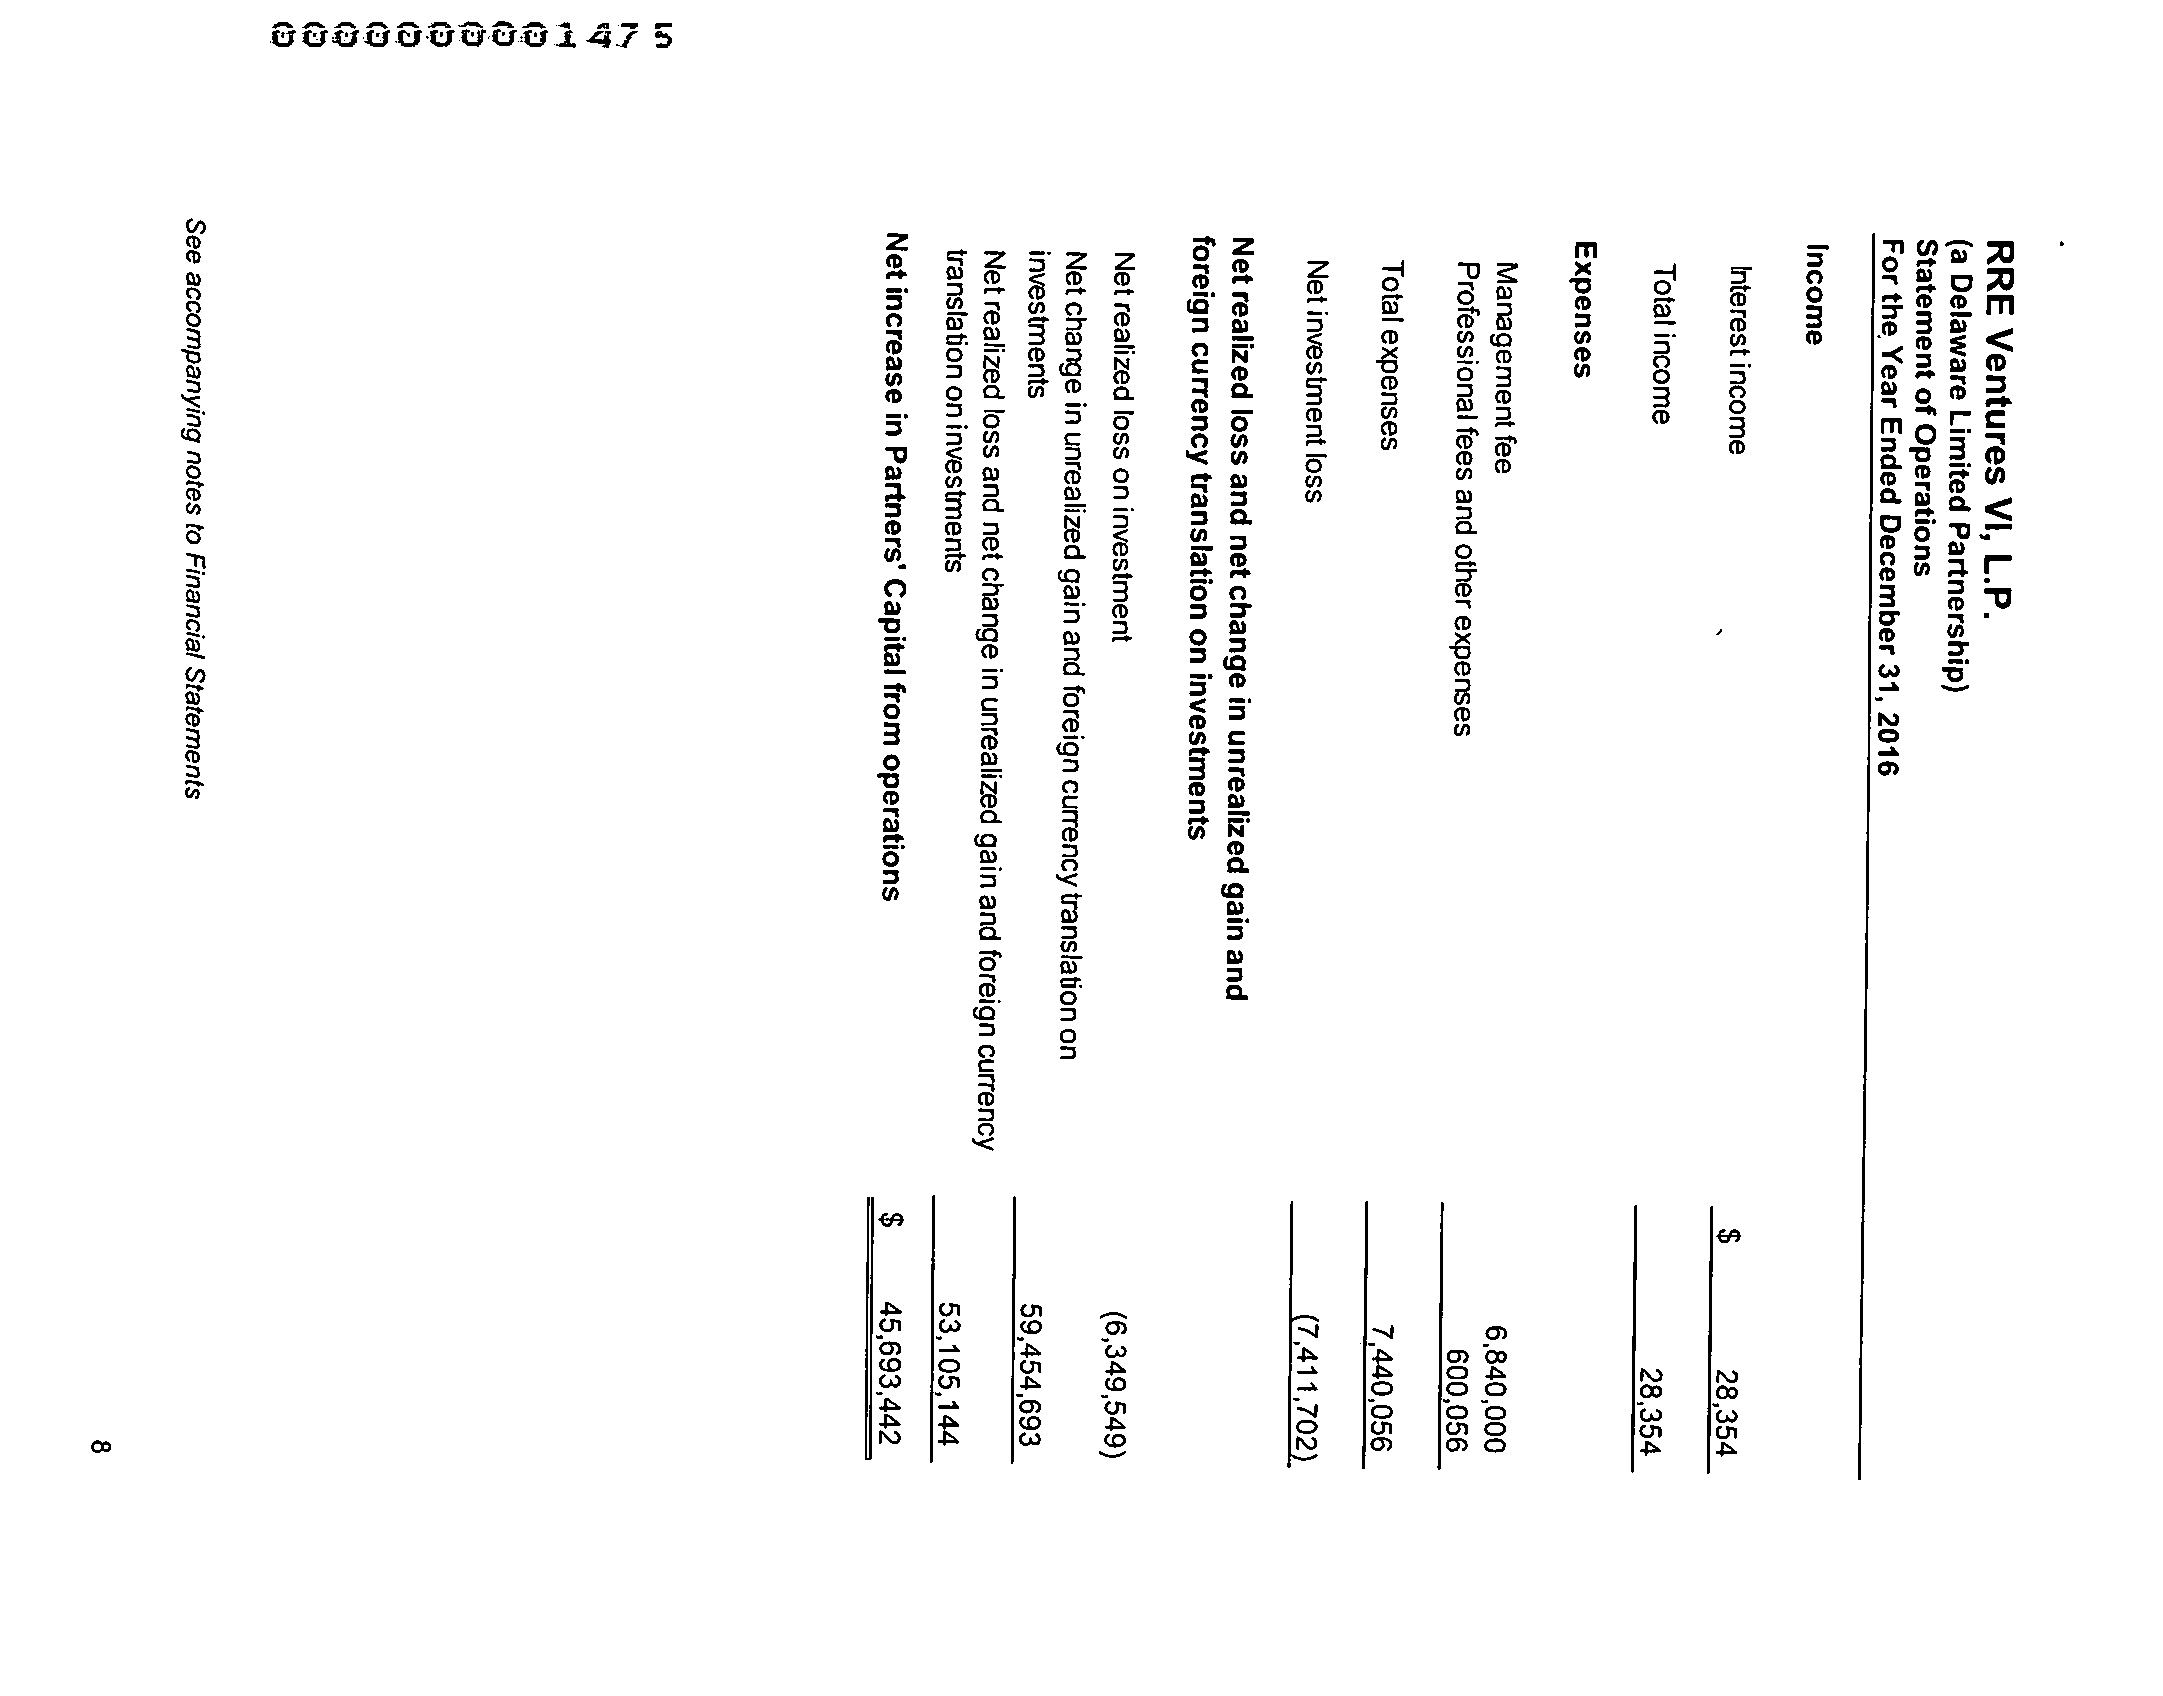 RRE Ventures VI, L.P.
(a Delaware Limited Partnership)
Statement of Operations
For the Year Ended December 31, 2016
Income
Interest income $ 28,354
Total income 28,354
Expenses
Management fee 6,840,000
Professional fees and other expenses 600,056
Total expenses 7,440,056
Net investment loss (7,411,702)
Net realized loss and net change in unrealized gain and
foreign currency translation on investments
Net realized loss on investment (6,349,549)
Net change in unrealized gain and foreign currency translation on
investments 59,454,693
Net realized loss and net change in unrealized gain and foreign currency
translation on investments 53,105,144
Net increase in Partners' Capital from operations $ 45,693,442
See accompanying notes to Financial Statements
8
000000001475